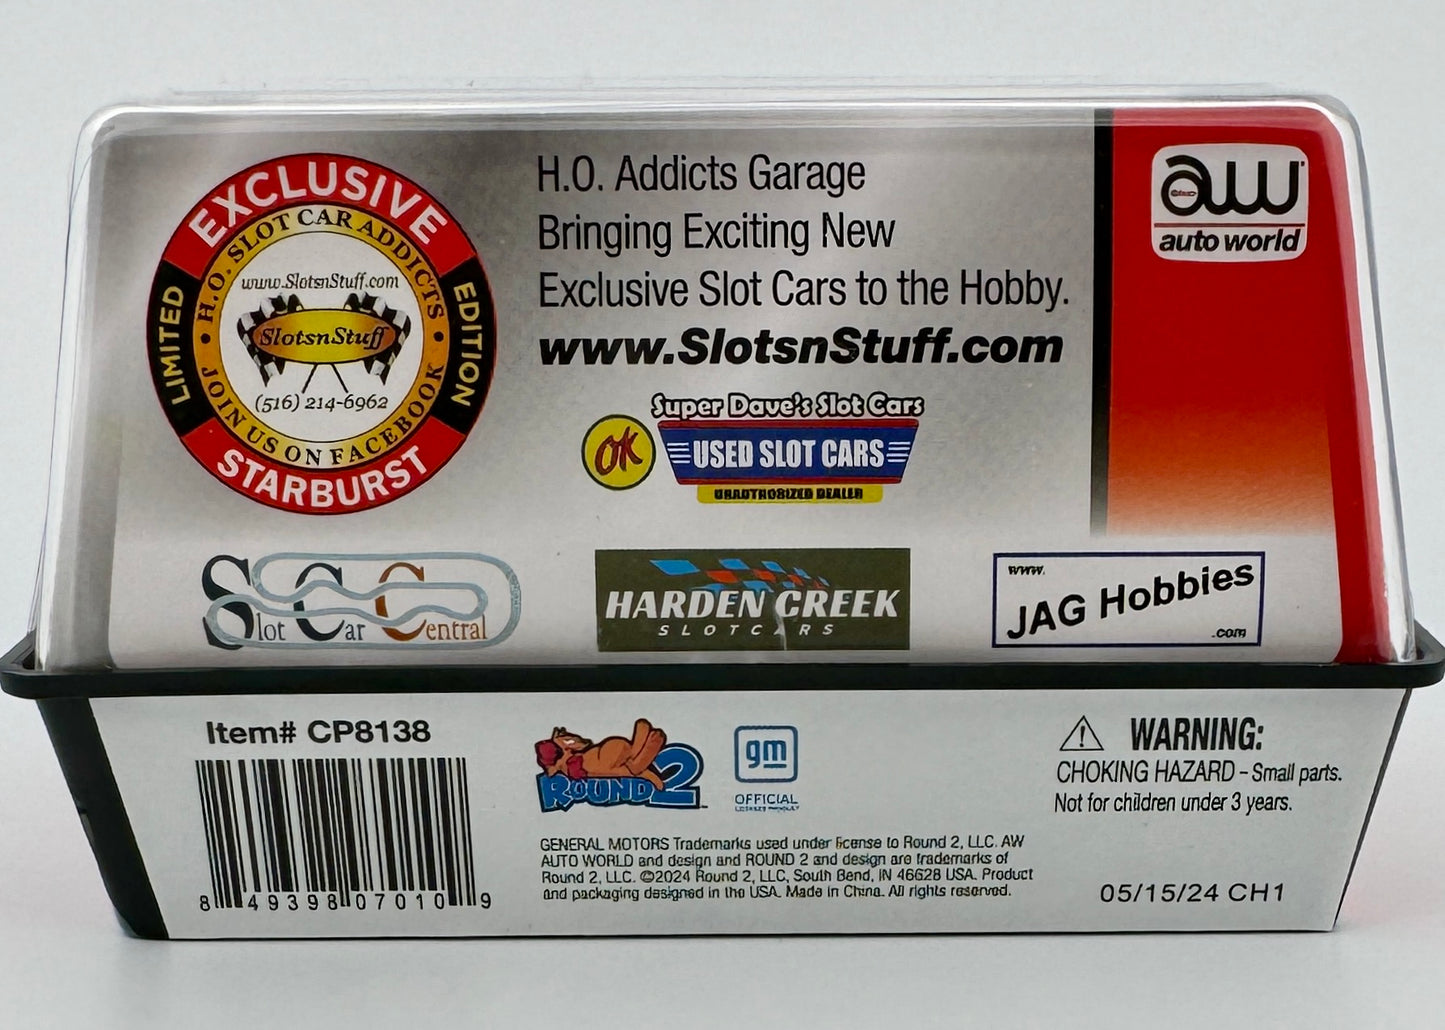 EXCLUSIVE
H.O. SLOT CAR ADDICTS
www.SlotsnStuff.com
LIMITED
EDITION
SlotsnStuff
(516) 214-6962
JOIN US ON FACEBOOK
STARBURST
H.O. Addicts Garage
Bringing Exciting New
Exclusive Slot Cars to the Hobby.
www.SlotsnStuff.com
aw
auto world
Super Dave's Slot Cars
OK
USED SLOT CARS
UNAUTHORIZED DEALER
Slot Car Central
HARDEN CREEK
SLOTCARS
www.
JAG Hobbies
.com
Item# CP8138
8 49398 07010 9
ROUND 2
gm
OFFICIAL
LICENSED PRODUCT
GENERAL MOTORS Trademarks used under license to Round 2, LLC. AW
AUTO WORLD and design and ROUND 2 and design are trademarks of
Round 2, LLC. ©2024 Round 2, LLC, South Bend, IN 46628 USA. Product
and packaging designed in the USA. Made in China. All rights reserved.
WARNING:
CHOKING HAZARD – Small parts.
Not for children under 3 years.
05/15/24 CH1